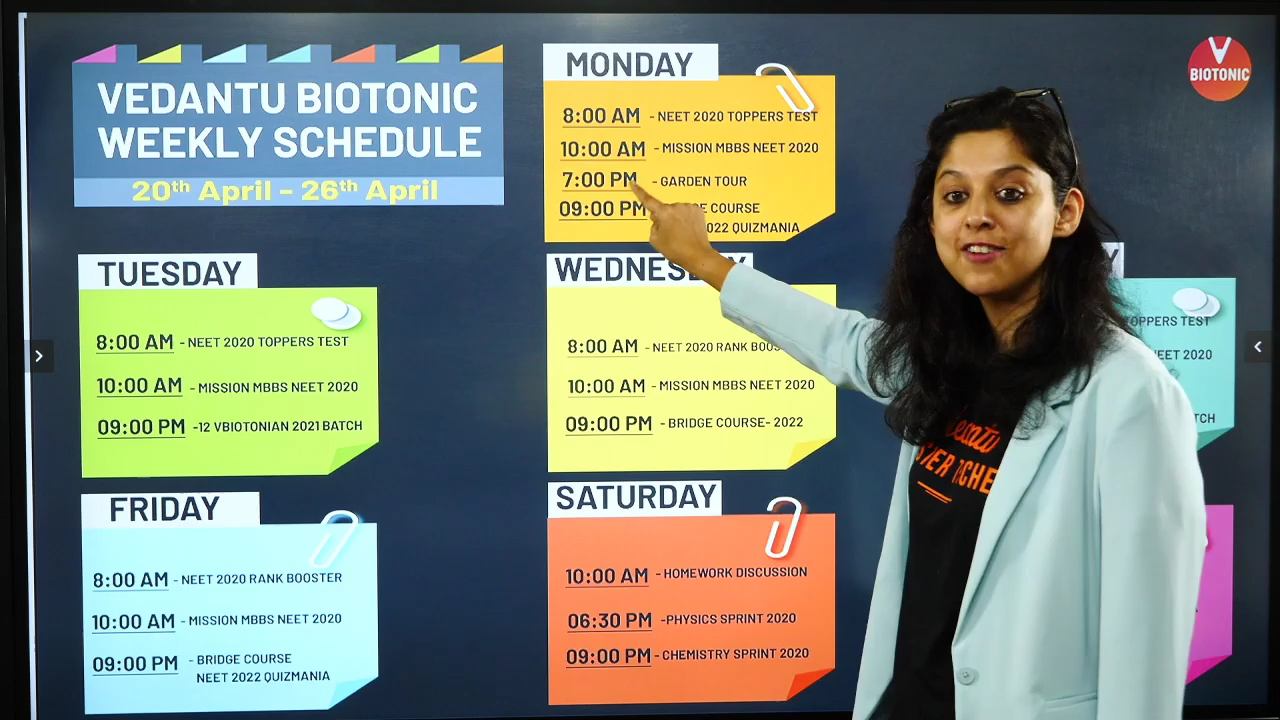 VEDANTU BIOTONIC
WEEKLY SCHEDULE
20th April - 26th April
MONDAY
8:00 AM - NEET 2020 TOPPERS TEST
10:00 AM - MISSION MBBS NEET 2020
7:00 PM - GARDEN TOUR
09:00 PM COURSE
QUIZMANIA
V
BIOTONIC
TUESDAY
8:00 AM - NEET 2020 TOPPERS TEST
10:00 AM - MISSION MBBS NEET 2020
09:00 PM -12 VBIOTONIAN 2021 BATCH
8:00 AM - NEET 2020 RANK
10:00 AM - MISSION MBBS NEET 2020
09:00 PM - BRIDGE COURSE- 2022
TEST
2020
FRIDAY
8:00 AM - NEET 2020 RANK BOOSTER
10:00 AM - MISSION MBBS NEET 2020
09:00 PM - BRIDGE COURSE
NEET 2022 QUIZMANIA
SATURDAY
10:00 AM - HOMEWORK DISCUSSION
06:30 PM -PHYSICS SPRINT 2020
09:00 PM - CHEMISTRY SPRINT 2020